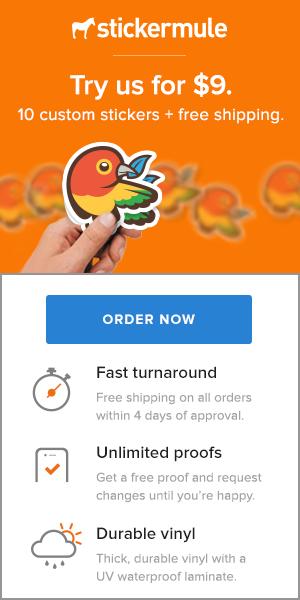 stickermule
Try us for $9.
10 custom stickers + free shipping.
ORDER NOW
Fast turnaround
Free shipping on all orders
within 4 days of approval.
Unlimited proofs
Get a free proof and request
changes until you're happy.
Durable vinyl
Thick, durable vinyl with a
UV waterproof laminate.